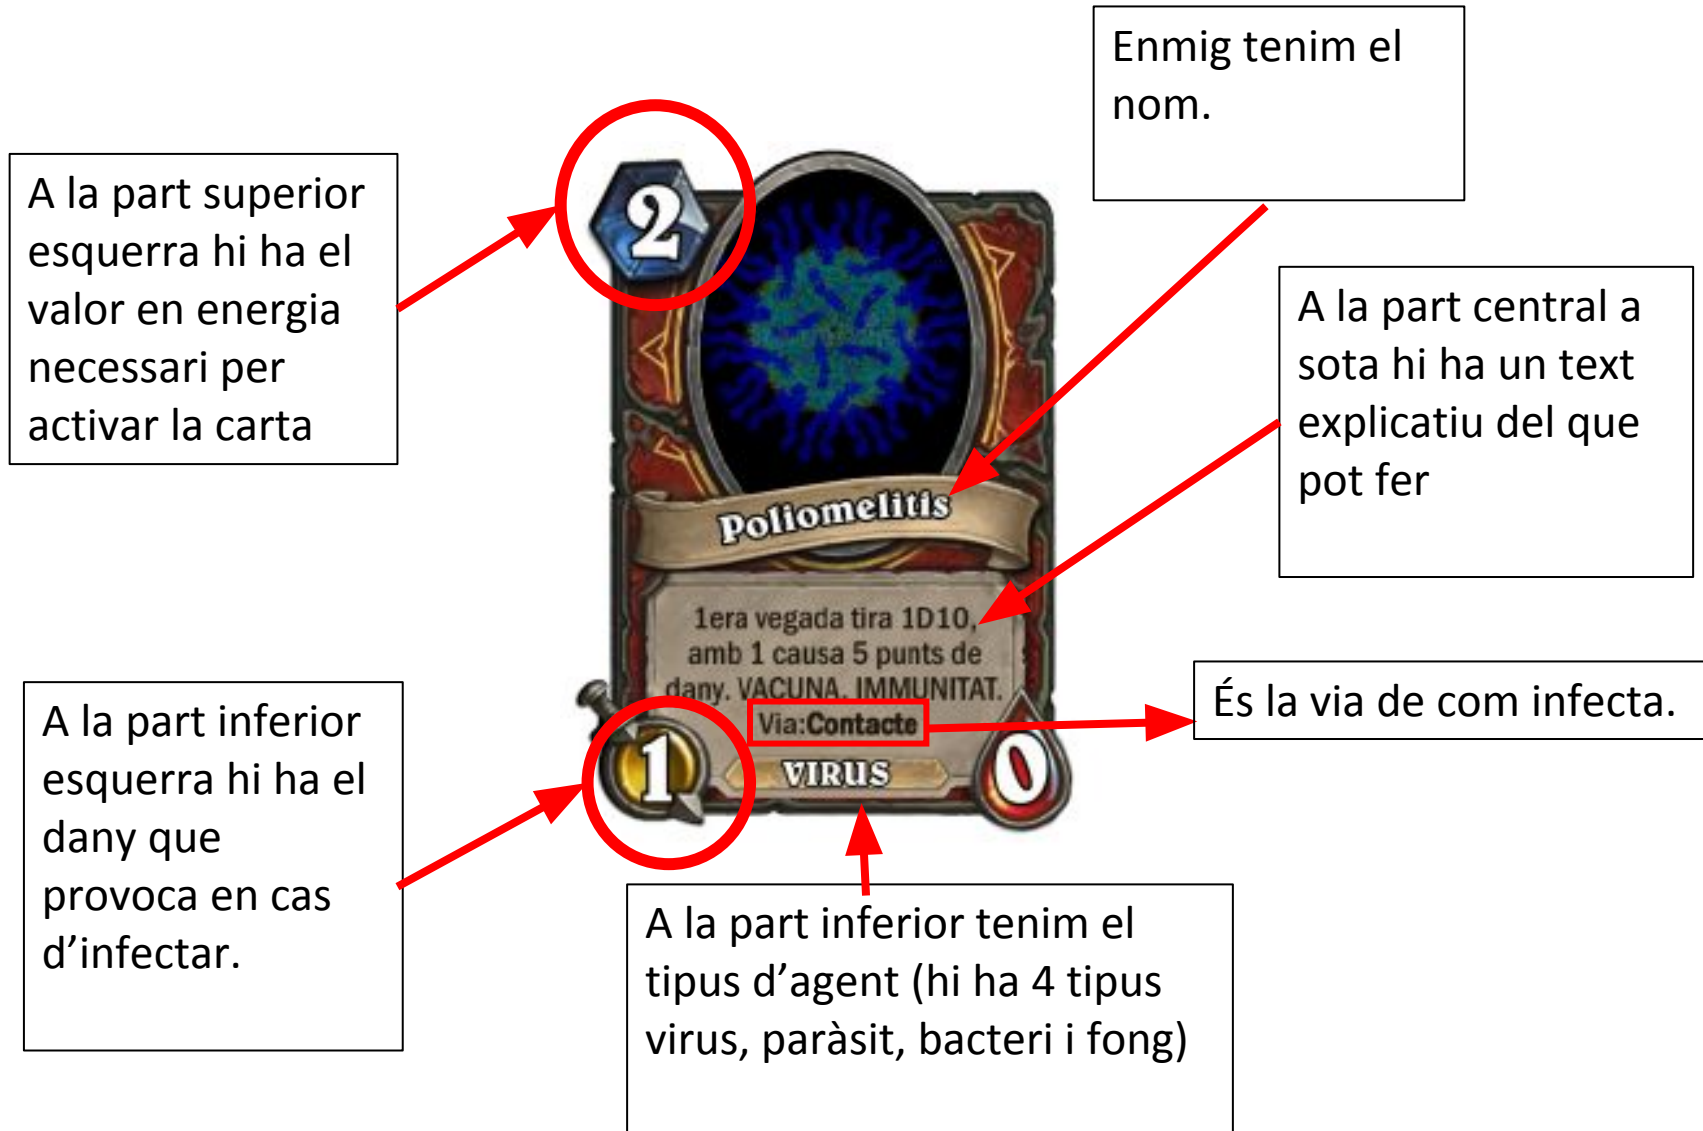 Enmig tenim el
nom.
A la part superior
esquerra hi ha el
valor en energia
necessari per
activar la carta
2
A la part central a
sota hi ha un text
explicatiu del que
pot fer
Poliomelitis
1era vegada tira 1D10,
amb 1 causa 5 punts de
dany. VACUNA. IMMUNITAT.
Via:Contacte
És la via de com infecta.
A la part inferior
esquerra hi ha el
dany que
provoca en cas
d’infectar.
1
VIRUS
0
A la part inferior tenim el
tipus d’agent (hi ha 4 tipus
virus, paràsit, bacteri i fong)